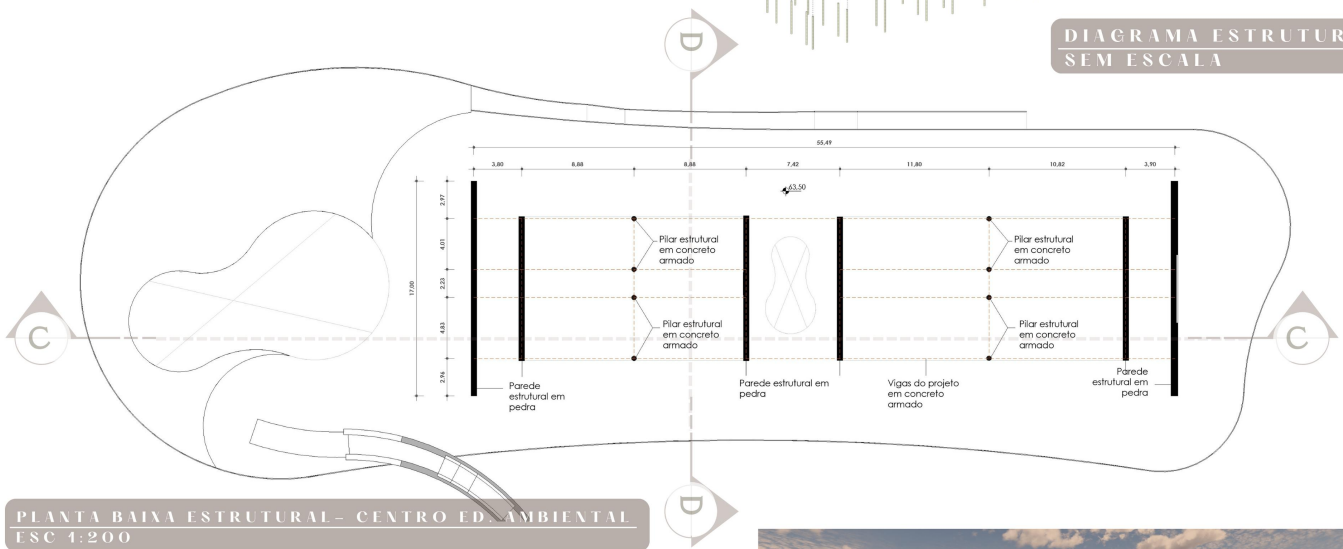 D
DIAGRAMA ESTRUTUR
SEM ESCALA
55,49
3,80 8,88 8,88 7,42 11,80 10,82 3,90
63,50
2,97
4,01
2,23
4,83
2,96
17,00
Pilar estrutural
em concreto
armado
Pilar estrutural
em concreto
armado
Pilar estrutural
em concreto
armado
Pilar estrutural
em concreto
armado
C
C
Parede
estrutural em
pedra
Parede estrutural em
pedra
Vigas do projeto
em concreto
armado
Parede
estrutural em
pedra
D
PLANTA BAIXA ESTRUTURAL- CENTRO ED. AMBIENTAL
ESC 1:200